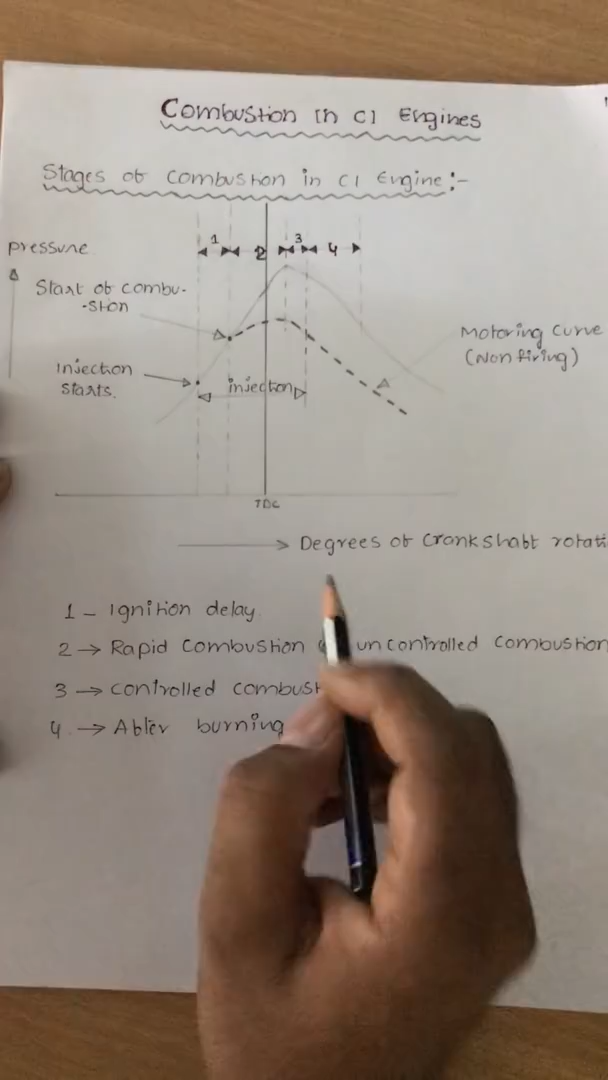 Combustion in CI Engines
Stages of combustion in CI Engine:-
1 2 3 4
pressure
Start of combu-
-stion
Motoring curve
(Non firing)
Injection
starts.
injection
TDC
Degrees of crankshaft rotati
1 – Ignition delay.
2 → Rapid combustion uncontrolled combustion
3 → controlled combust
4. → After burning